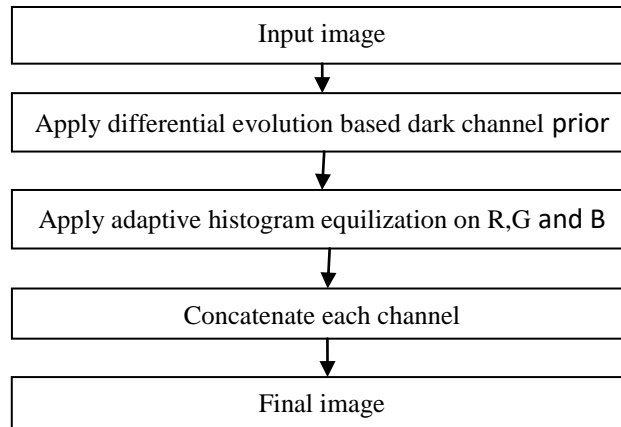 Input image
Apply differential evolution based dark channel prior
Apply adaptive histogram equilization on R,G and B
Concatenate each channel
Final image